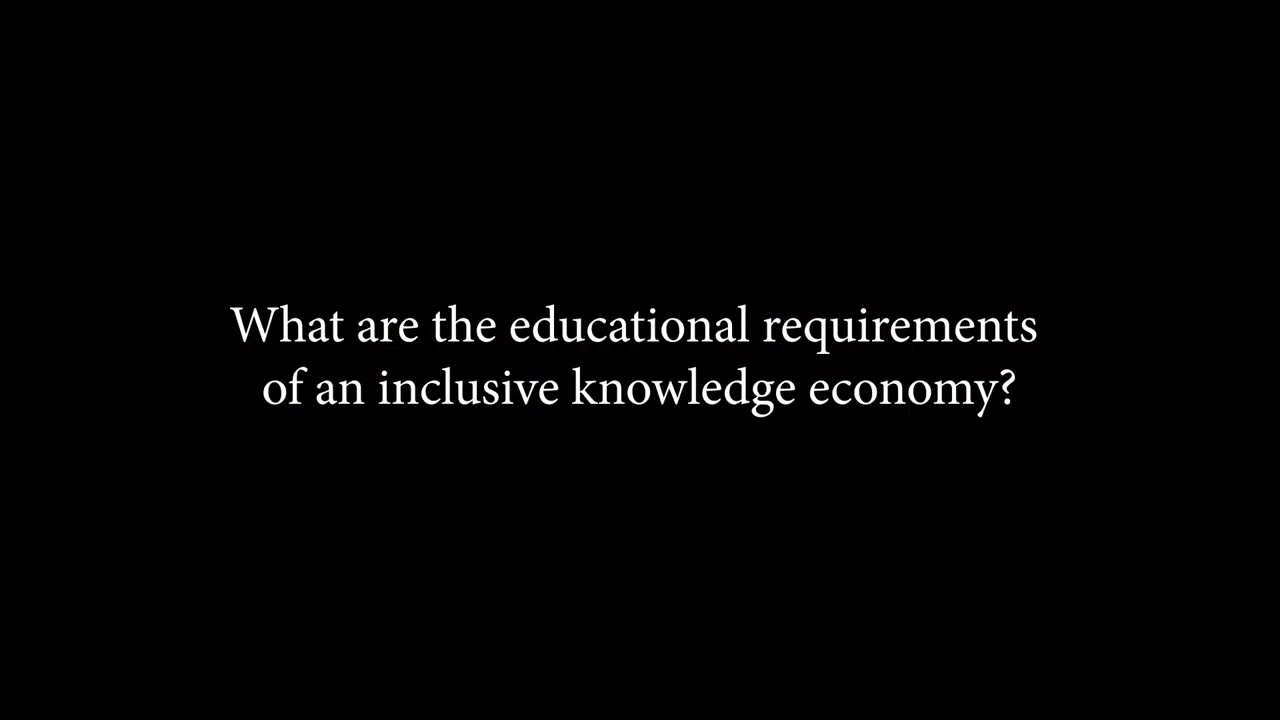 What are the educational requirements
of an inclusive knowledge economy?